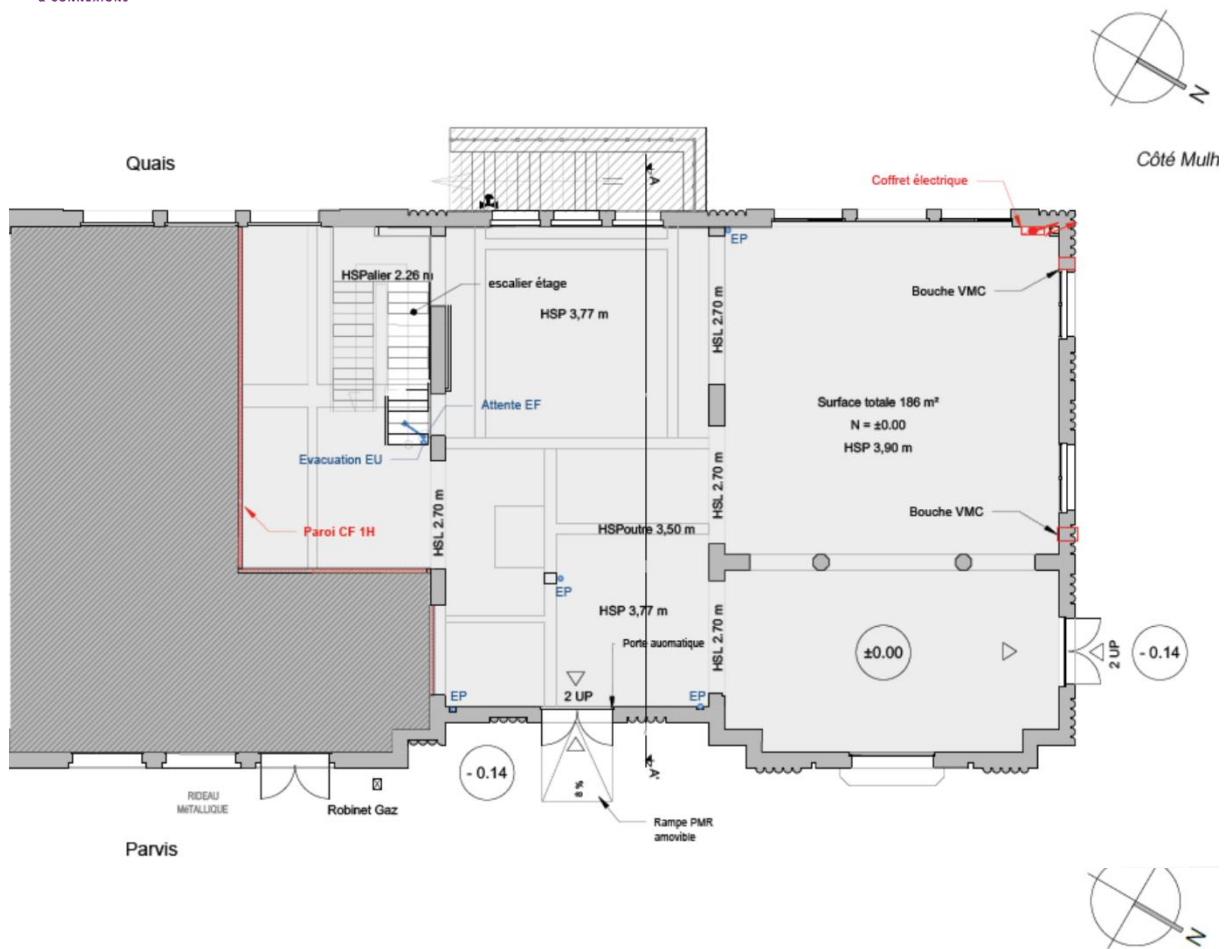 & CONNEXIONS
N
Côté Mulh
Quais
Coffret électrique
A
EP
HSPalier 2.26 m
escalier étage
HSP 3,77 m
HSL 2.70 m
Bouche VMC
Attente EF
Surface totale 186 m²
N = ±0.00
HSP 3,90 m
Evacuation EU
HSL 2.70 m
HSL 2.70 m
Bouche VMC
Paroi CF 1H
HSPoutre 3,50 m
EP
HSP 3,77 m
HSL 2.70 m
Porte auomatique
±0.00
2 UP
- 0.14
EP
2 UP
EP
- 0.14
A'
8 %
RIDEAU
MéTALLIQUE
Robinet Gaz
Rampe PMR
amovible
Parvis
N